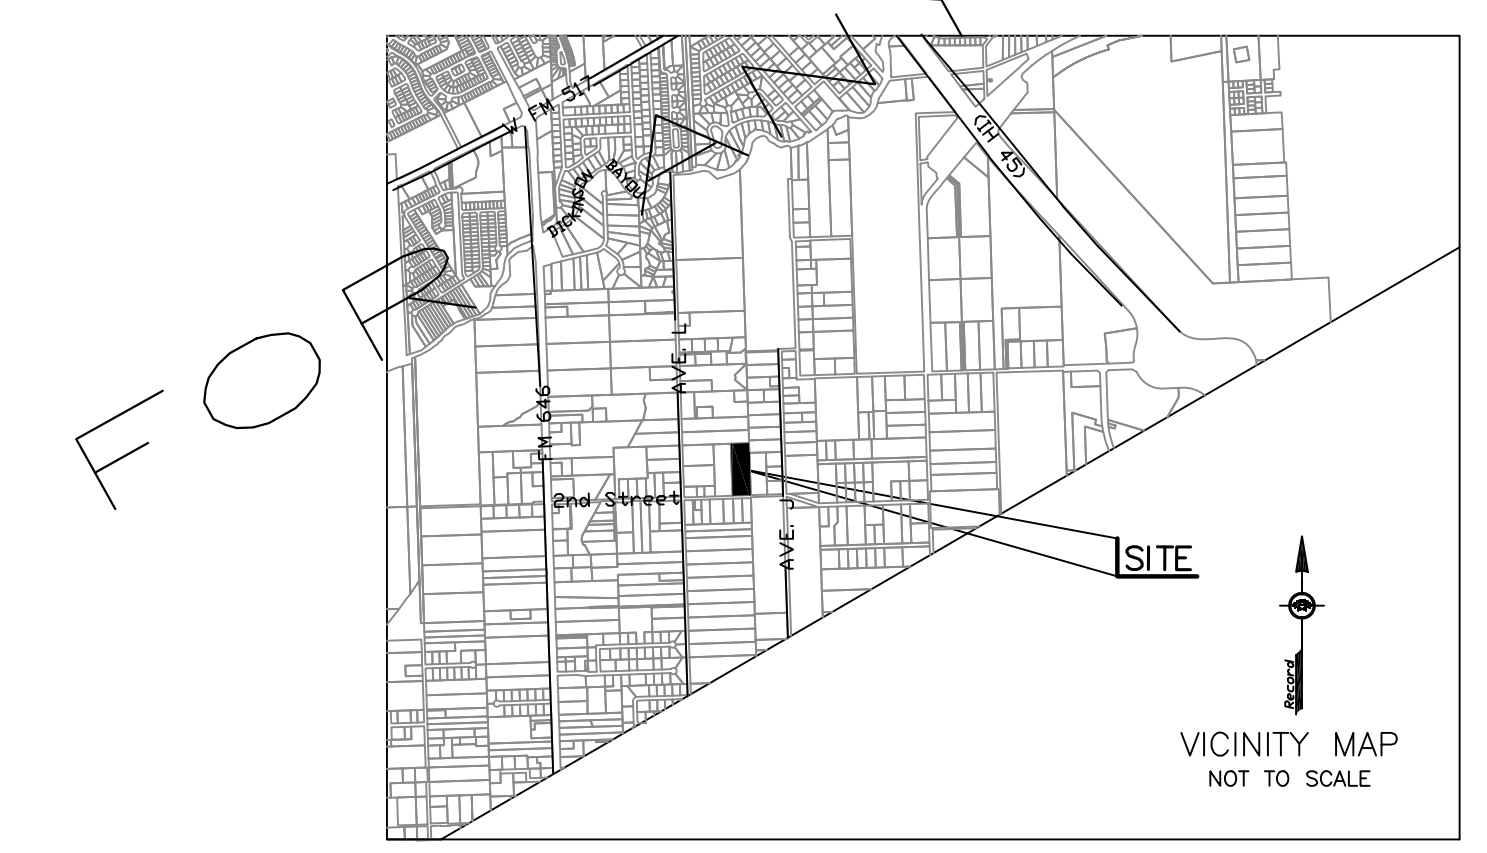 W FM 517
(IH 45)
DICKINSON
BAYOU
AVE. L
FM 646
2nd Street
AVE. J
SITE
Record
VICINITY MAP
NOT TO SCALE